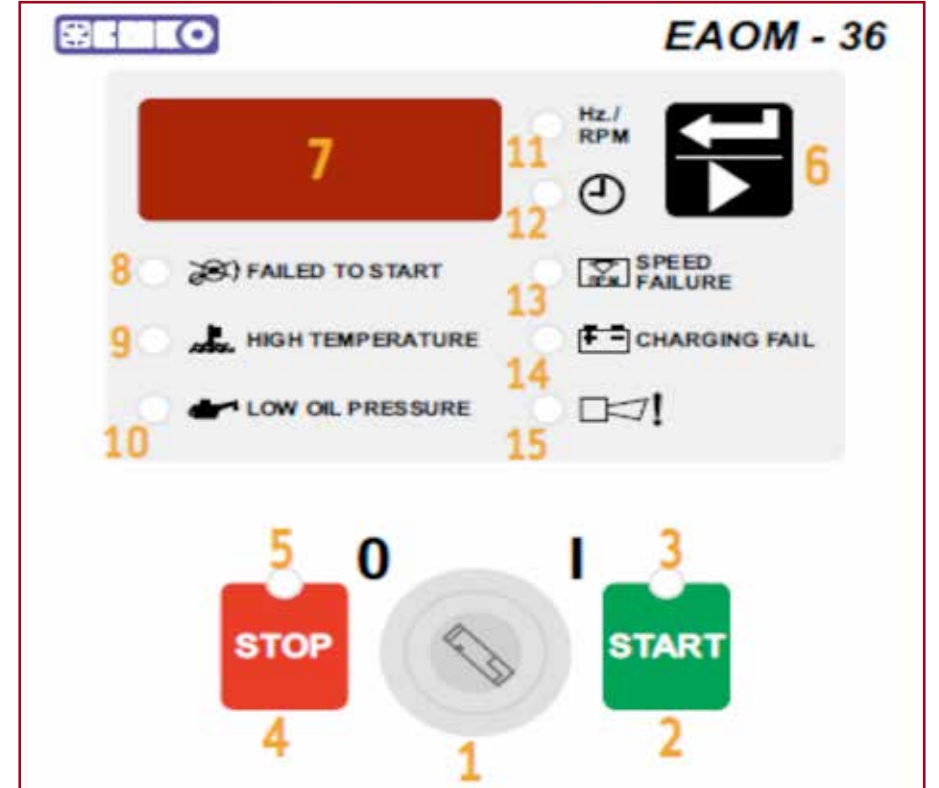 EMKO
EAOM - 36
7
11
Hz./
RPM
6
12
8
FAILED TO START
13
SPEED
FAILURE
9
HIGH TEMPERATURE
14
CHARGING FAIL
10
LOW OIL PRESSURE
15
!
5
O
I
3
STOP
START
4
1
2